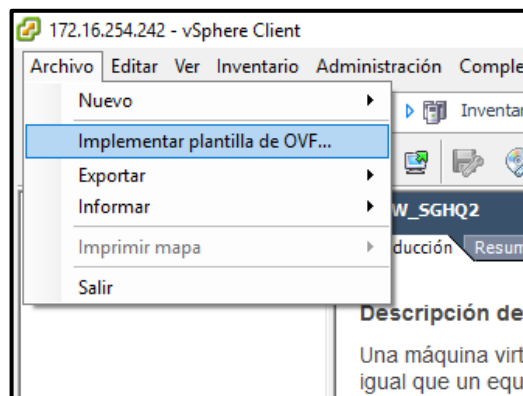 172.16.254.242 - vSphere Client
Archivo Editar Ver Inventario Administración Comple
Nuevo
Inventar
Implementar plantilla de OVF...
Exportar
Informar
W_SGHQ2
Imprimir mapa
ducción Resum
Salir
Descripción de
Una máquina virt
igual que un equ